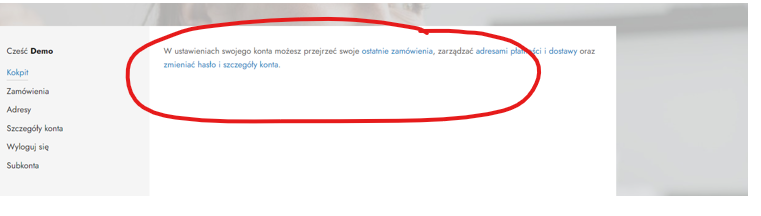 Cześć Demo
Kokpit
Zamówienia
Adresy
Szczegóły konta
Wyloguj się
Subkonta
W ustawieniach swojego konta możesz przejrzeć swoje ostatnie zamówienia, zarządzać adresami płatności i dostawy oraz
zmieniać hasło i szczegóły konta.